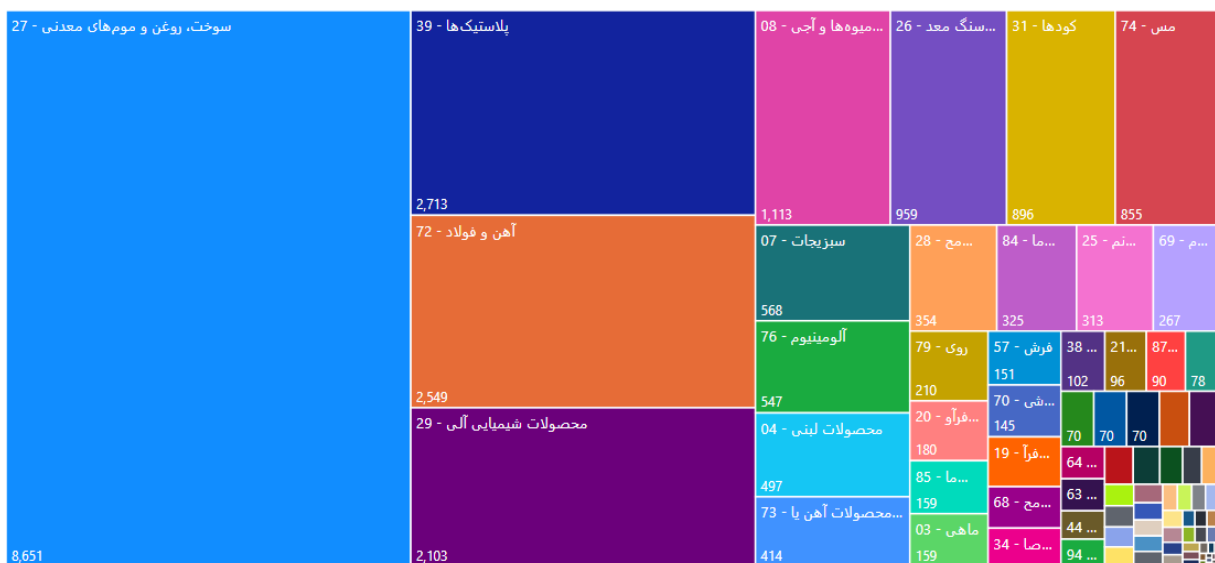 27 - سوخت، روغن و موم‌های معدنی
8,651
39 - پلاستیک‌ها
2,713
72 - آهن و فولاد
2,549
29 - محصولات شیمیایی آلی
2,103
08 - میوه‌ها و آجی...
1,113
26 - سنگ معد...
959
31 - کودها
896
74 - مس
855
07 - سبزیجات
568
76 - آلومینیوم
547
04 - محصولات لبنی
497
73 - محصولات آهن یا...
414
28 - مح...
354
84 - ما...
325
25 - نم...
313
69 - م...
267
79 - روی
210
20 - فرآو...
180
85 - ما...
159
03 - ماهی
159
57 - فرش
151
70 - شی...
145
19 - فرآ...
68 - مح...
34 - صا...
38 ...
102
21...
96
87...
90
78
70
70
70
64 ...
63 ...
44 ...
94 ...